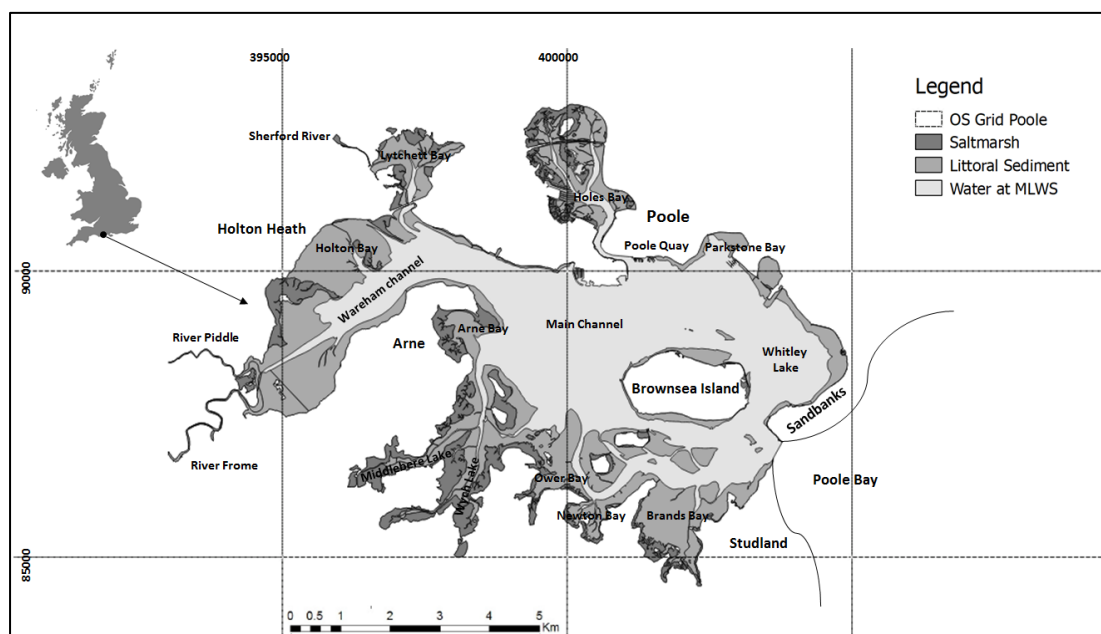 395000
400000
Legend
OS Grid Poole
Saltmarsh
Littoral Sediment
Water at MLWS
Sherford River
Lytchett Bay
Holes Bay
Poole
Holton Heath
Holton Bay
Poole Quay
Parkstone Bay
90000
Wareham channel
River Piddle
Arne Bay
Main Channel
Arne
Whitley
Lake
Brownsea Island
Sandbanks
River Frome
Middlebere Lake
Wych Lake
Ower Bay
Poole Bay
Newton Bay
Brands Bay
Studland
85000
0 0.5 1 2 3 4 5
Km